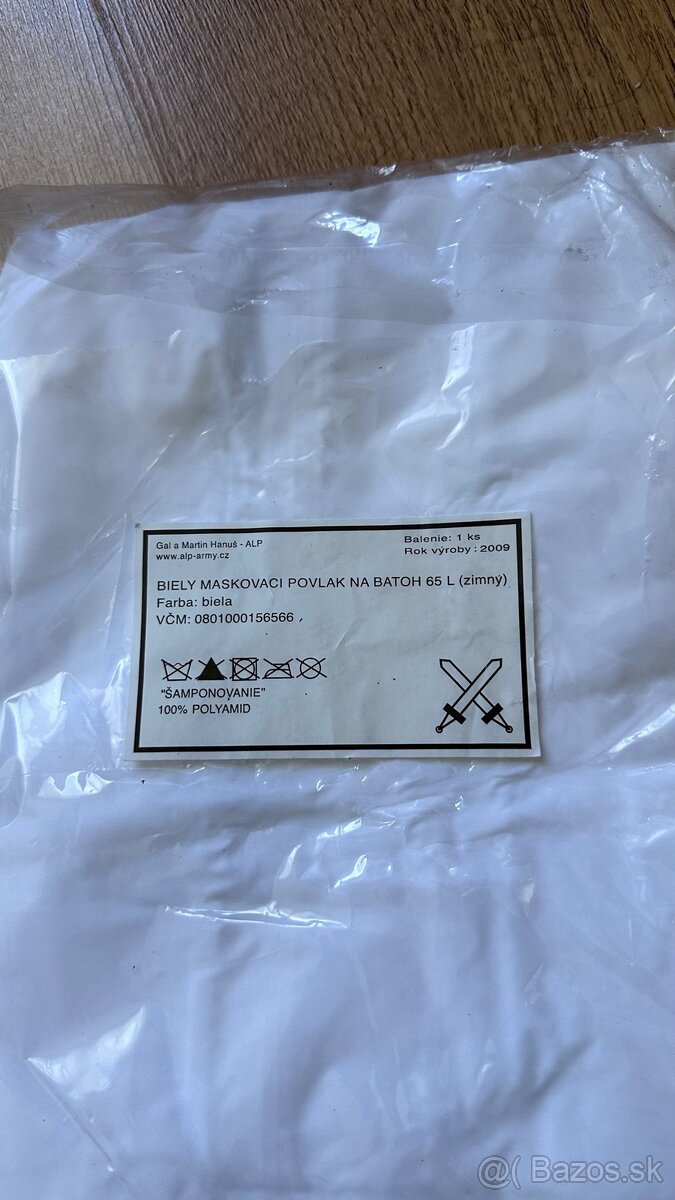 Gal a Martin Hanuš - ALP
www.alp-army.cz
Balenie: 1 ks
Rok výroby : 2009
BIELY MASKOVACI POVLAK NA BATOH 65 L (zimný)
Farba: biela
VČM: 0801000156566
"ŠAMPONOVANIE"
100% POLYAMID
@( Bazos.sk